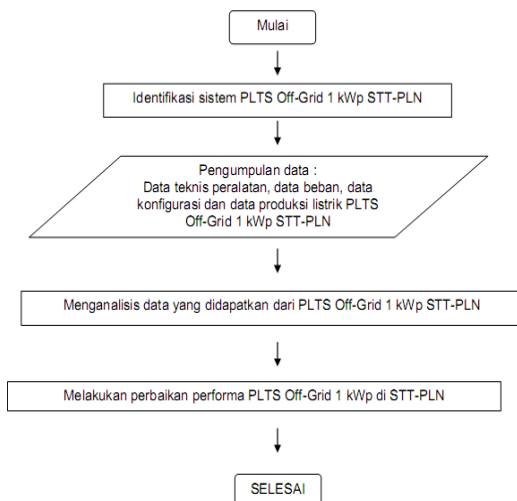 Mulai
Identifikasi sistem PLTS Off-Grid 1 kWp STT-PLN
Pengumpulan data :
Data teknis peralatan, data beban, data
konfigurasi dan data produksi listrik PLTS
Off-Grid 1 kWp STT-PLN
Menganalisis data yang didapatkan dari PLTS Off-Grid 1 kWp STT-PLN
Melakukan perbaikan performa PLTS Off-Grid 1 kWp di STT-PLN
SELESAI